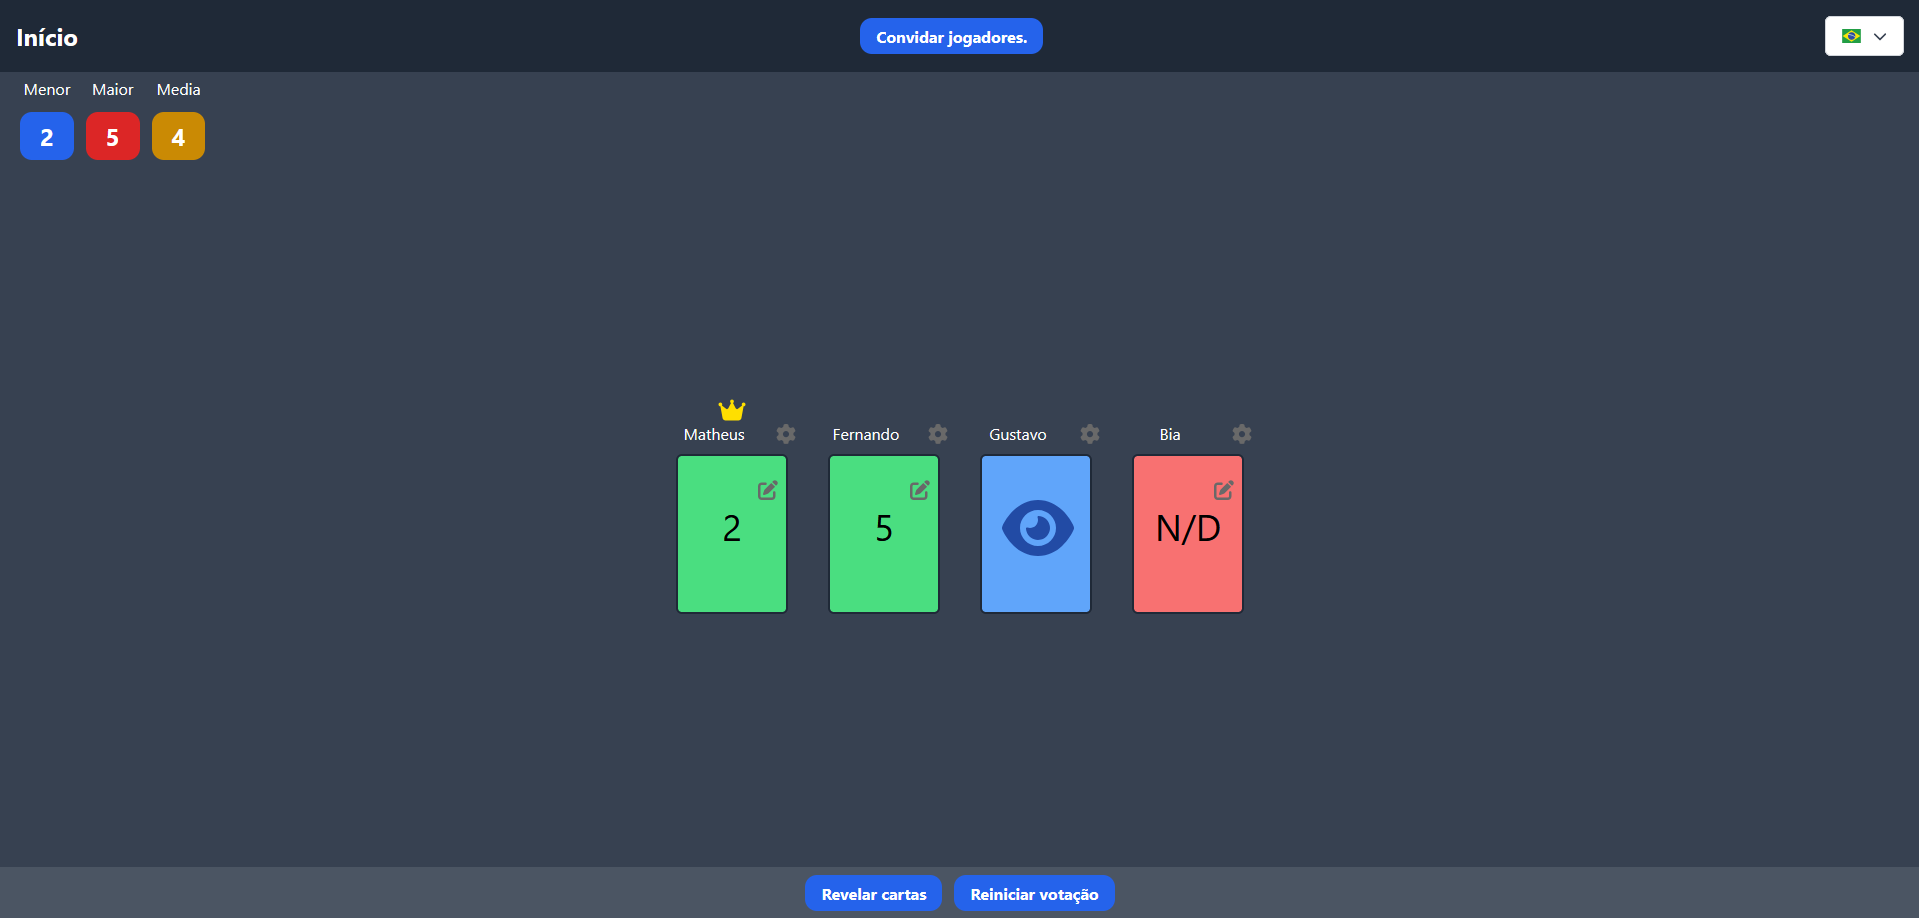 Início
Convidar jogadores.
Menor Maior Media
2 5 4
Matheus Fernando Gustavo Bia
2 5 N/D
Revelar cartas Reiniciar votação